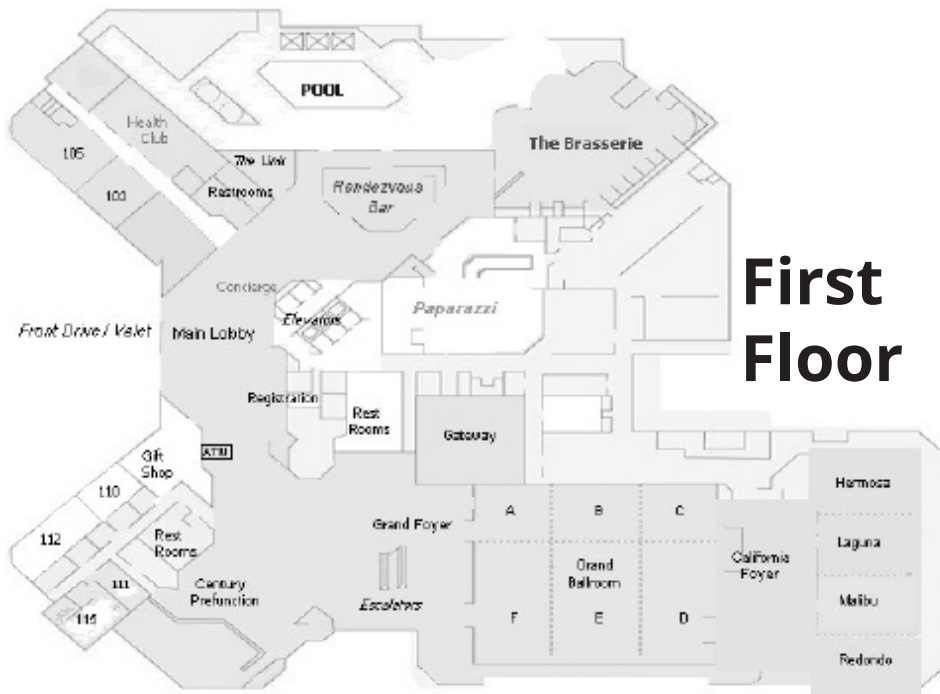 POOL
Health
Club
The Link
Restrooms
105
103
Rendezvous
Bar
The Brasserie
First
Floor
Concierge
Elevators
Paparazzi
Front Drive / Valet
Main Lobby
Registration
Rest
Rooms
Gateway
Gift
Shop
ATM
110
112
Rest
Rooms
111
115
Century
Prefunction
Grand Foyer
Escalators
A
B
C
Grand
Ballroom
F
E
D
California
Foyer
Hermosa
Laguna
Malibu
Redondo